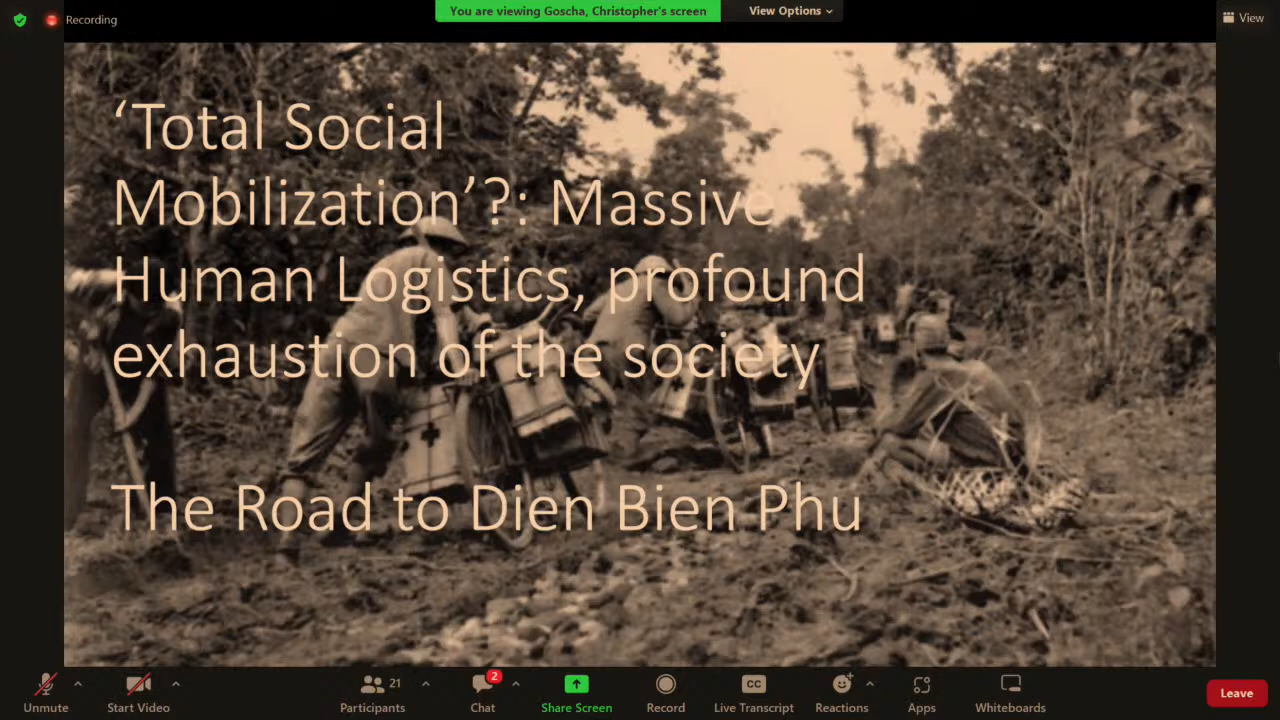 Recording
You are viewing Goscha, Christopher's screen
View Options
View
‘Total Social
Mobilization’?: Massive
Human Logistics, profound
exhaustion of the society
The Road to Dien Bien Phu
Unmute
Start Video
21
Participants
2
Chat
Share Screen
Record
CC
Live Transcript
Reactions
Apps
Whiteboards
Leave